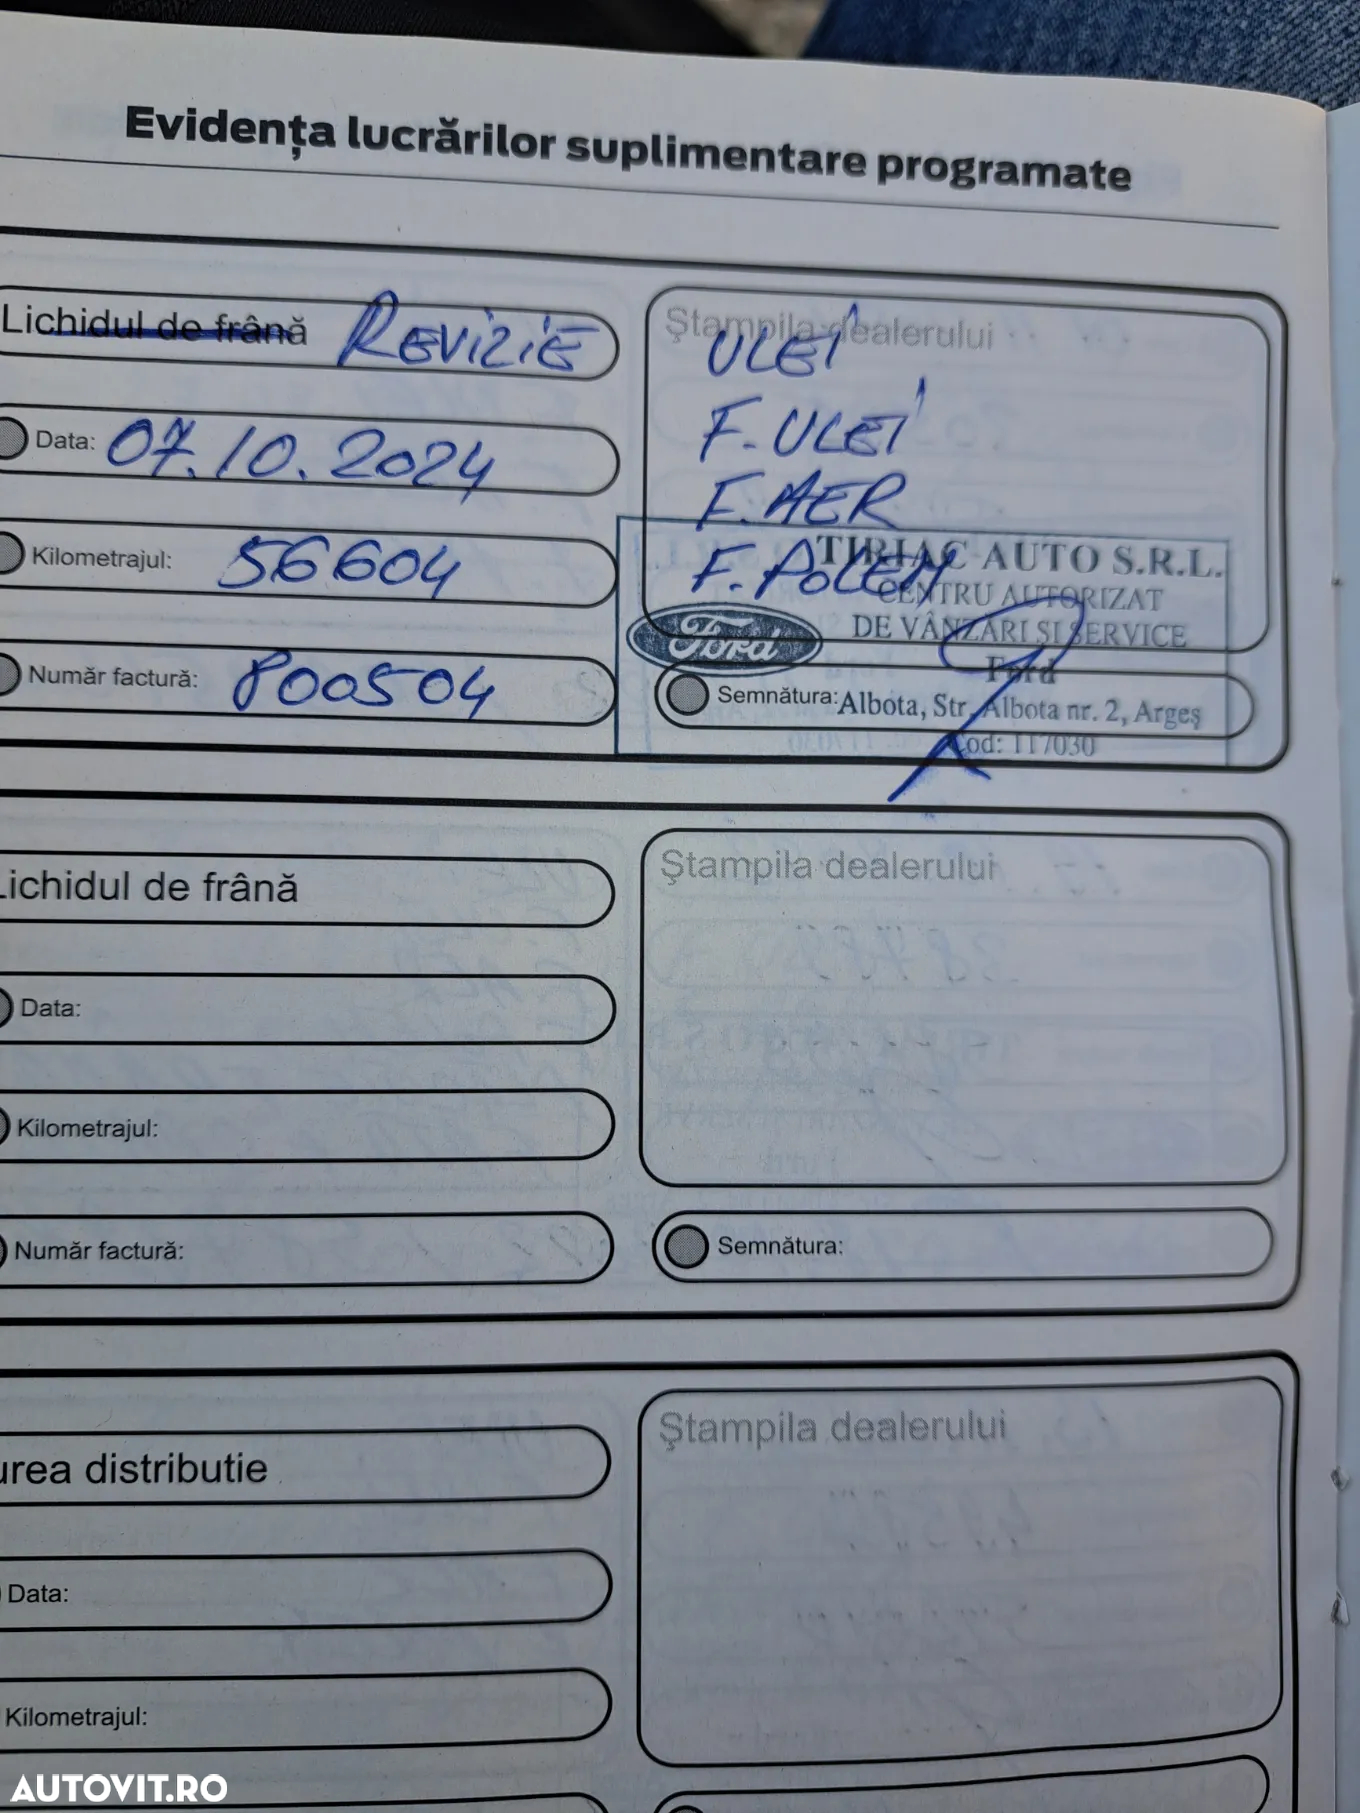 Evidența lucrărilor suplimentare programate
Lichidul de frână REVIZIE
Ștampila dealerului
ULEI
F. ULEI
F. AER
F. POLEN
Data: 07.10.2024
Kilometrajul: 56604
Număr factură: 800504
TIRIAC AUTO S.R.L.
CENTRU AUTORIZAT
DE VÂNZĂRI ȘI SERVICE
Ford
Ford
Semnătura: Albota, Str. Albota nr. 2, Argeș
Cod: 117030
Lichidul de frână
Ștampila dealerului
Data:
Kilometrajul:
Număr factură:
Semnătura:
urea distributie
Ștampila dealerului
Data:
Kilometrajul:
AUTOVIT.RO